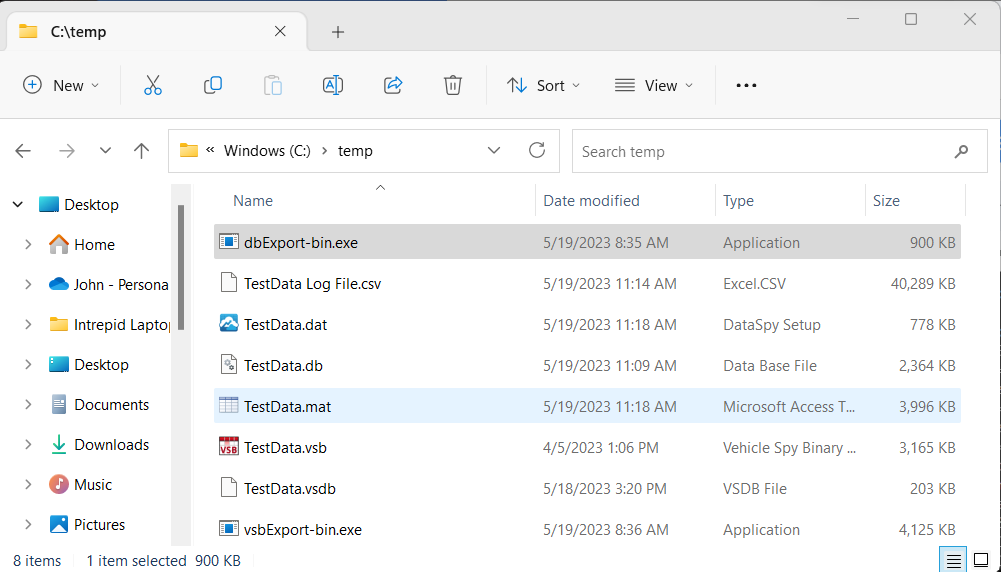 C:\temp
New Sort View
« Windows (C:) > temp Search temp
Name Date modified Type Size
Desktop
Home
John - Persona
Intrepid Lapto
Desktop
Documents
Downloads
Music
Pictures
dbExport-bin.exe 5/19/2023 8:35 AM Application 900 KB
TestData Log File.csv 5/19/2023 11:14 AM Excel.CSV 40,289 KB
TestData.dat 5/19/2023 11:18 AM DataSpy Setup 778 KB
TestData.db 5/19/2023 11:09 AM Data Base File 2,364 KB
TestData.mat 5/19/2023 11:18 AM Microsoft Access T... 3,996 KB
VSB TestData.vsb 4/5/2023 1:06 PM Vehicle Spy Binary ... 3,165 KB
TestData.vsdb 5/18/2023 3:20 PM VSDB File 203 KB
vsbExport-bin.exe 5/19/2023 8:36 AM Application 4,125 KB
8 items 1 item selected 900 KB